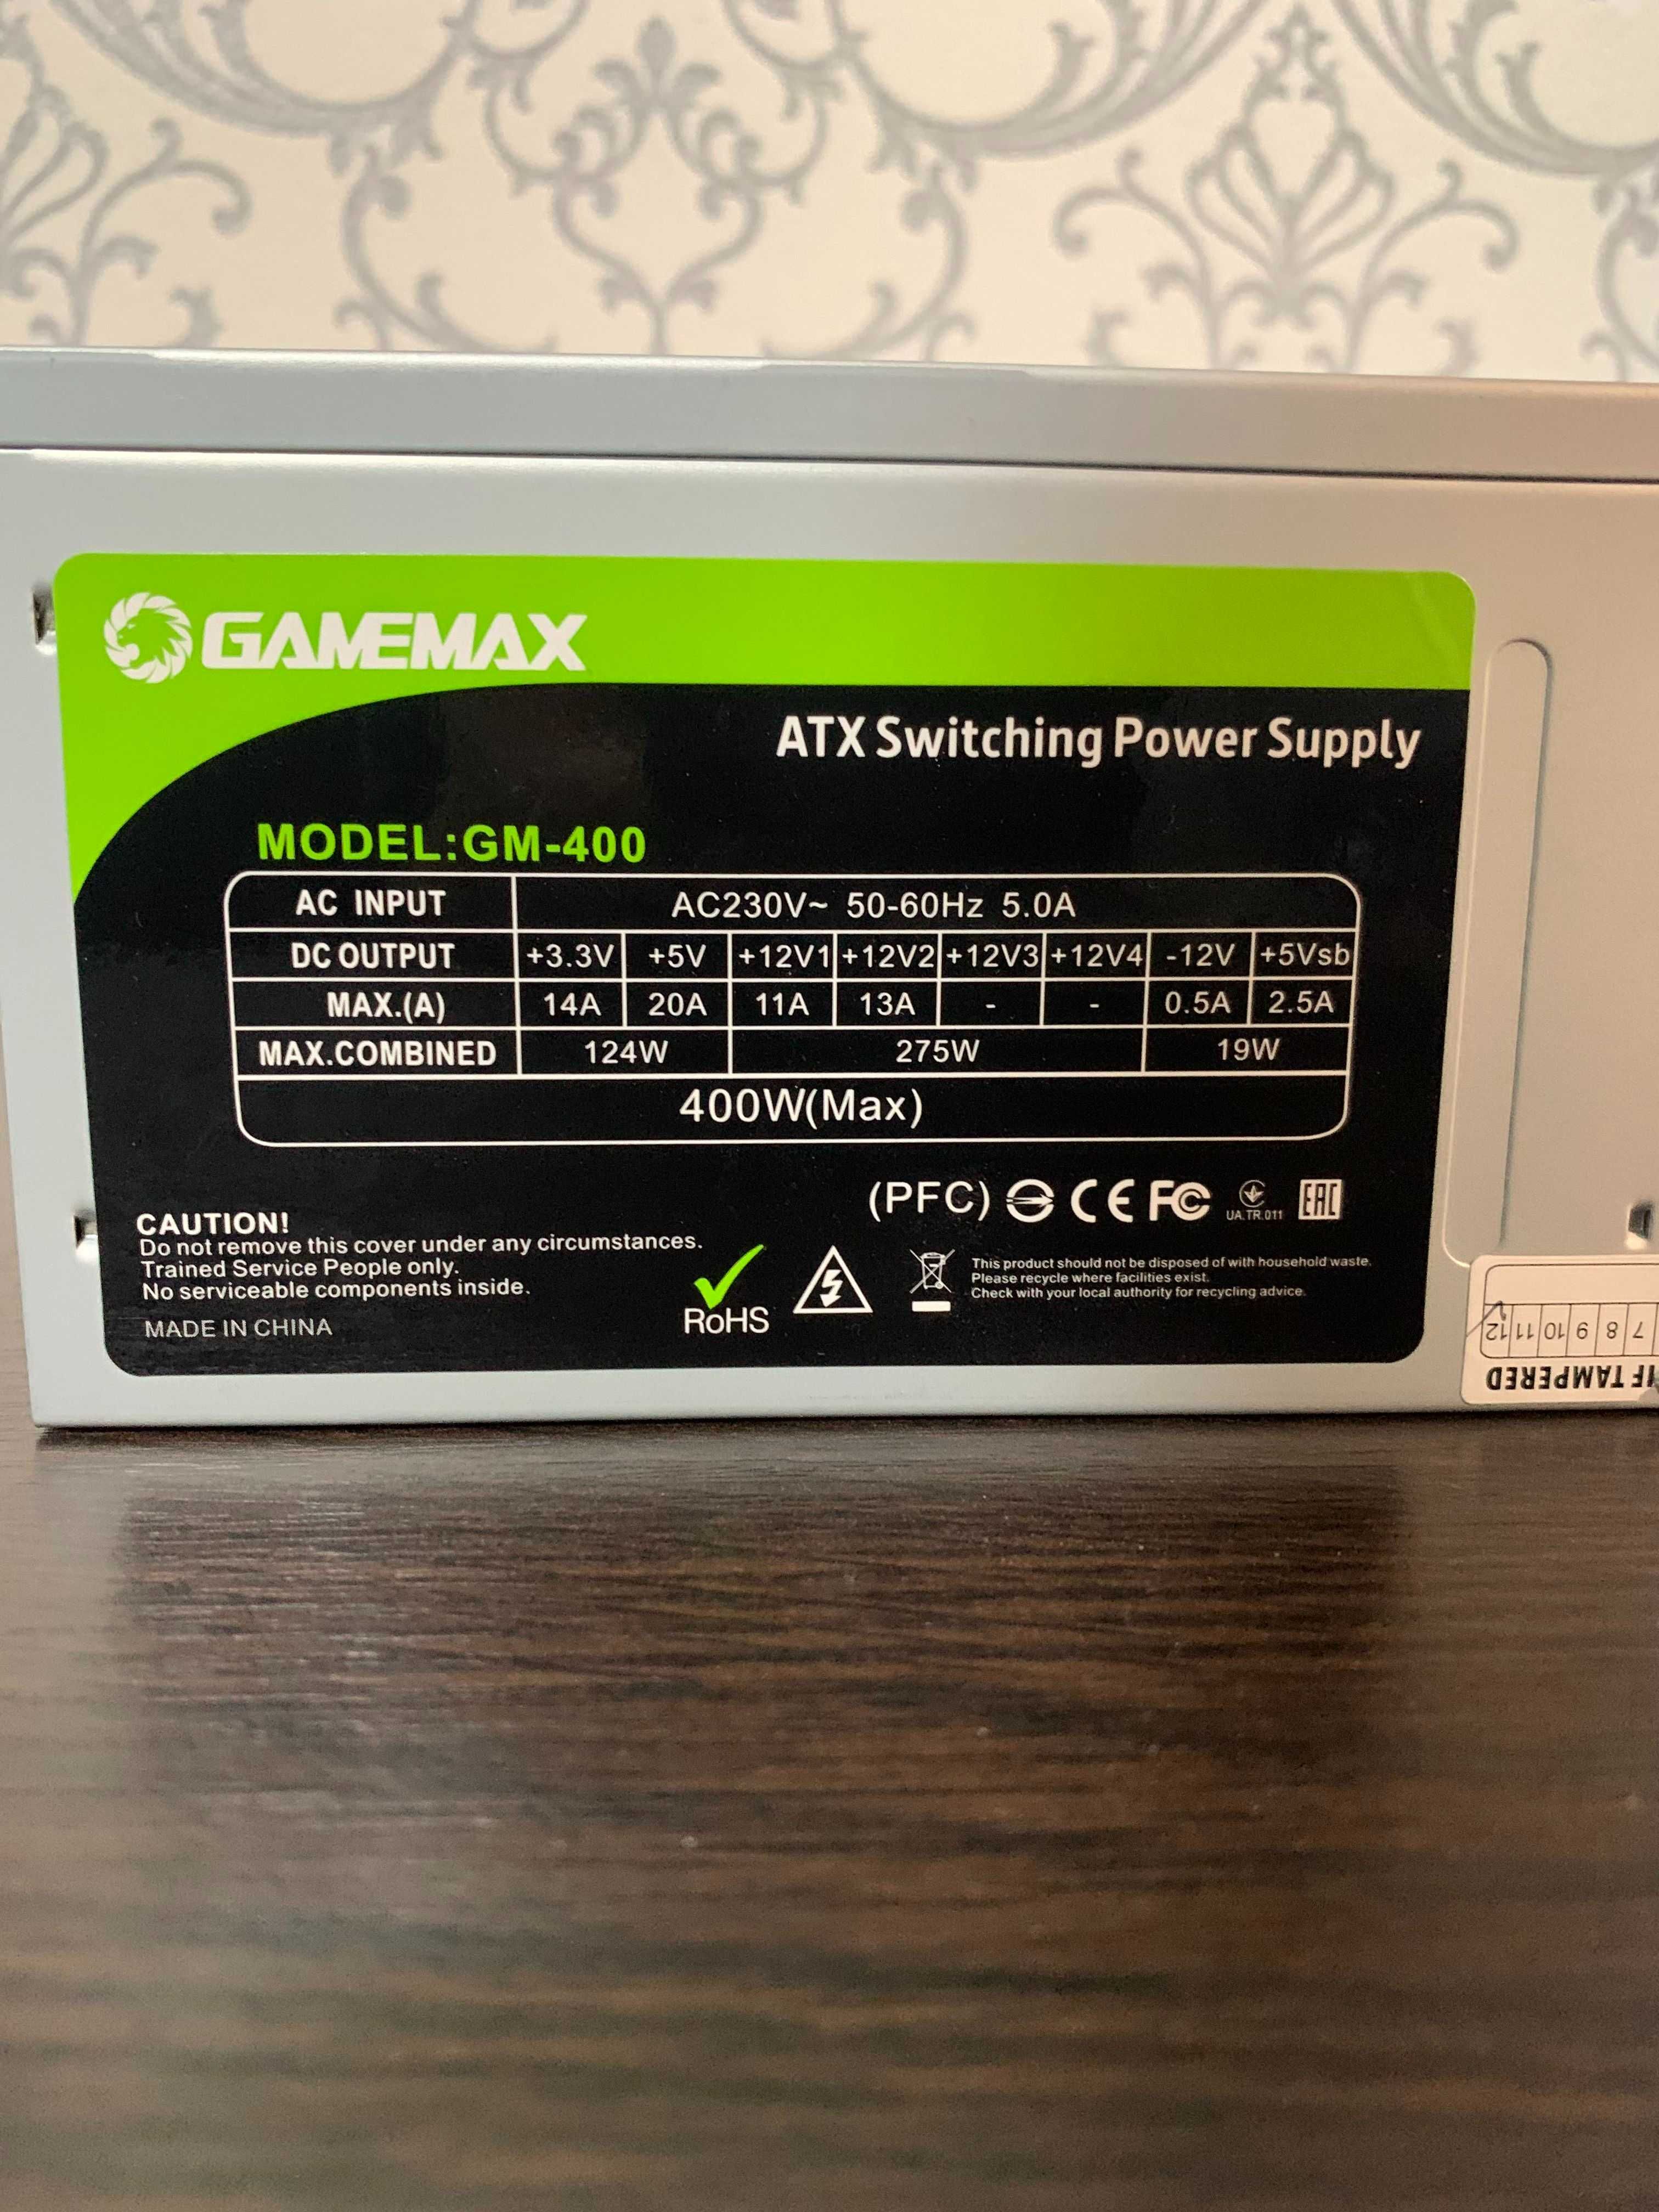 GAMEMAX
ATX Switching Power Supply
MODEL:GM-400
AC INPUT AC230V~ 50-60Hz 5.0A
DC OUTPUT +3.3V +5V +12V1 +12V2 +12V3 +12V4 -12V +5Vsb
MAX.(A) 14A 20A 11A 13A - - 0.5A 2.5A
MAX.COMBINED 124W 275W 19W
400W(Max)
(PFC) CE FC UA.TR.011 EAC
CAUTION!
Do not remove this cover under any circumstances.
Trained Service People only.
No serviceable components inside.
MADE IN CHINA
RoHS
This product should not be disposed of with household waste.
Please recycle where facilities exist.
Check with your local authority for recycling advice.
IF TAMPERED
7 8 9 10 11 12